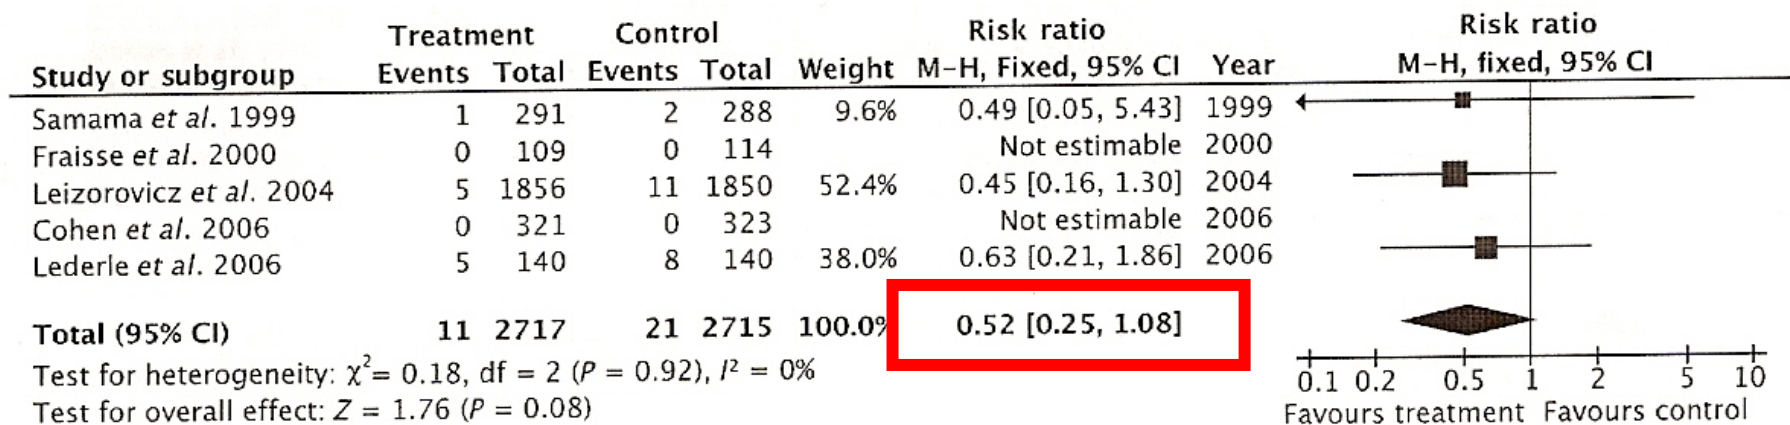 Treatment Control Risk ratio Risk ratio
Study or subgroup Events Total Events Total Weight M-H, Fixed, 95% CI Year M-H, fixed, 95% CI
Samama et al. 1999 1 291 2 288 9.6% 0.49 [0.05, 5.43] 1999
Fraisse et al. 2000 0 109 0 114 Not estimable 2000
Leizorovicz et al. 2004 5 1856 11 1850 52.4% 0.45 [0.16, 1.30] 2004
Cohen et al. 2006 0 321 0 323 Not estimable 2006
Lederle et al. 2006 5 140 8 140 38.0% 0.63 [0.21, 1.86] 2006
Total (95% CI) 11 2717 21 2715 100.0% 0.52 [0.25, 1.08]
Test for heterogeneity: χ²= 0.18, df = 2 (P = 0.92), I² = 0%
0.1 0.2 0.5 1 2 5 10
Test for overall effect: Z = 1.76 (P = 0.08)
Favours treatment Favours control